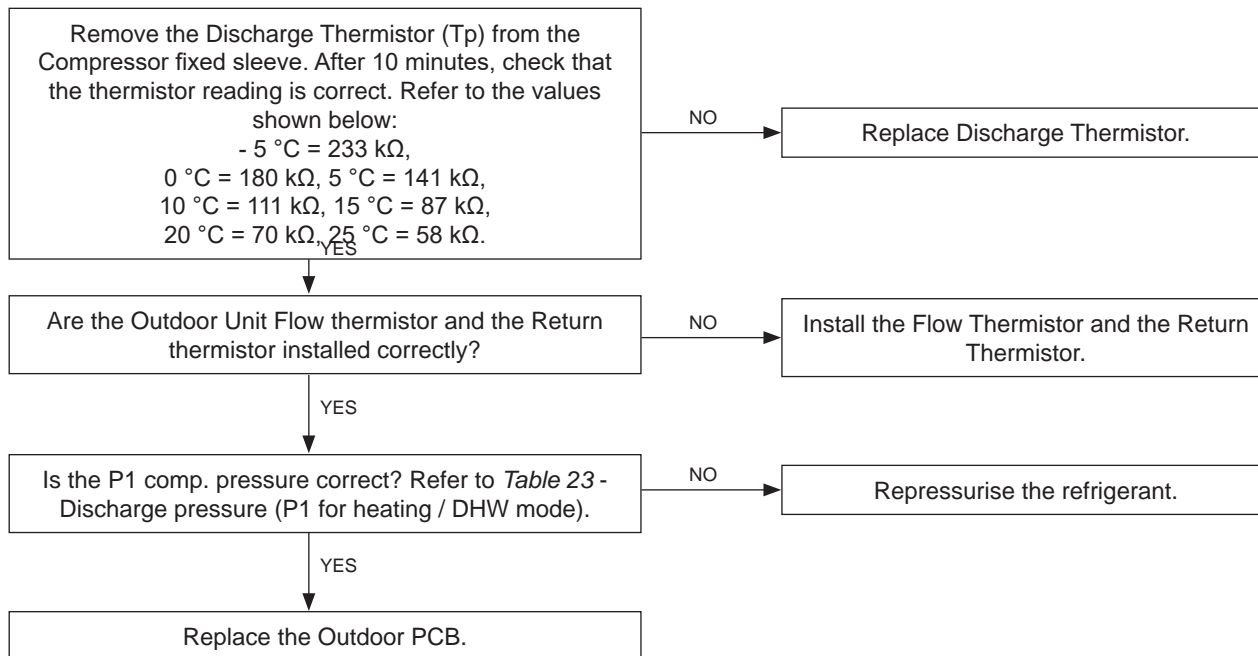 Remove the Discharge Thermistor (Tp) from the
Compressor fixed sleeve. After 10 minutes, check that
the thermistor reading is correct. Refer to the values
shown below:
- 5 °C = 233 kΩ,
0 °C = 180 kΩ, 5 °C = 141 kΩ,
10 °C = 111 kΩ, 15 °C = 87 kΩ,
20 °C = 70 kΩ, 25 °C = 58 kΩ.
NO
Replace Discharge Thermistor.
YES
Are the Outdoor Unit Flow thermistor and the Return
thermistor installed correctly?
NO
Install the Flow Thermistor and the Return
Thermistor.
YES
Is the P1 comp. pressure correct? Refer to Table 23 -
Discharge pressure (P1 for heating / DHW mode).
NO
Repressurise the refrigerant.
YES
Replace the Outdoor PCB.